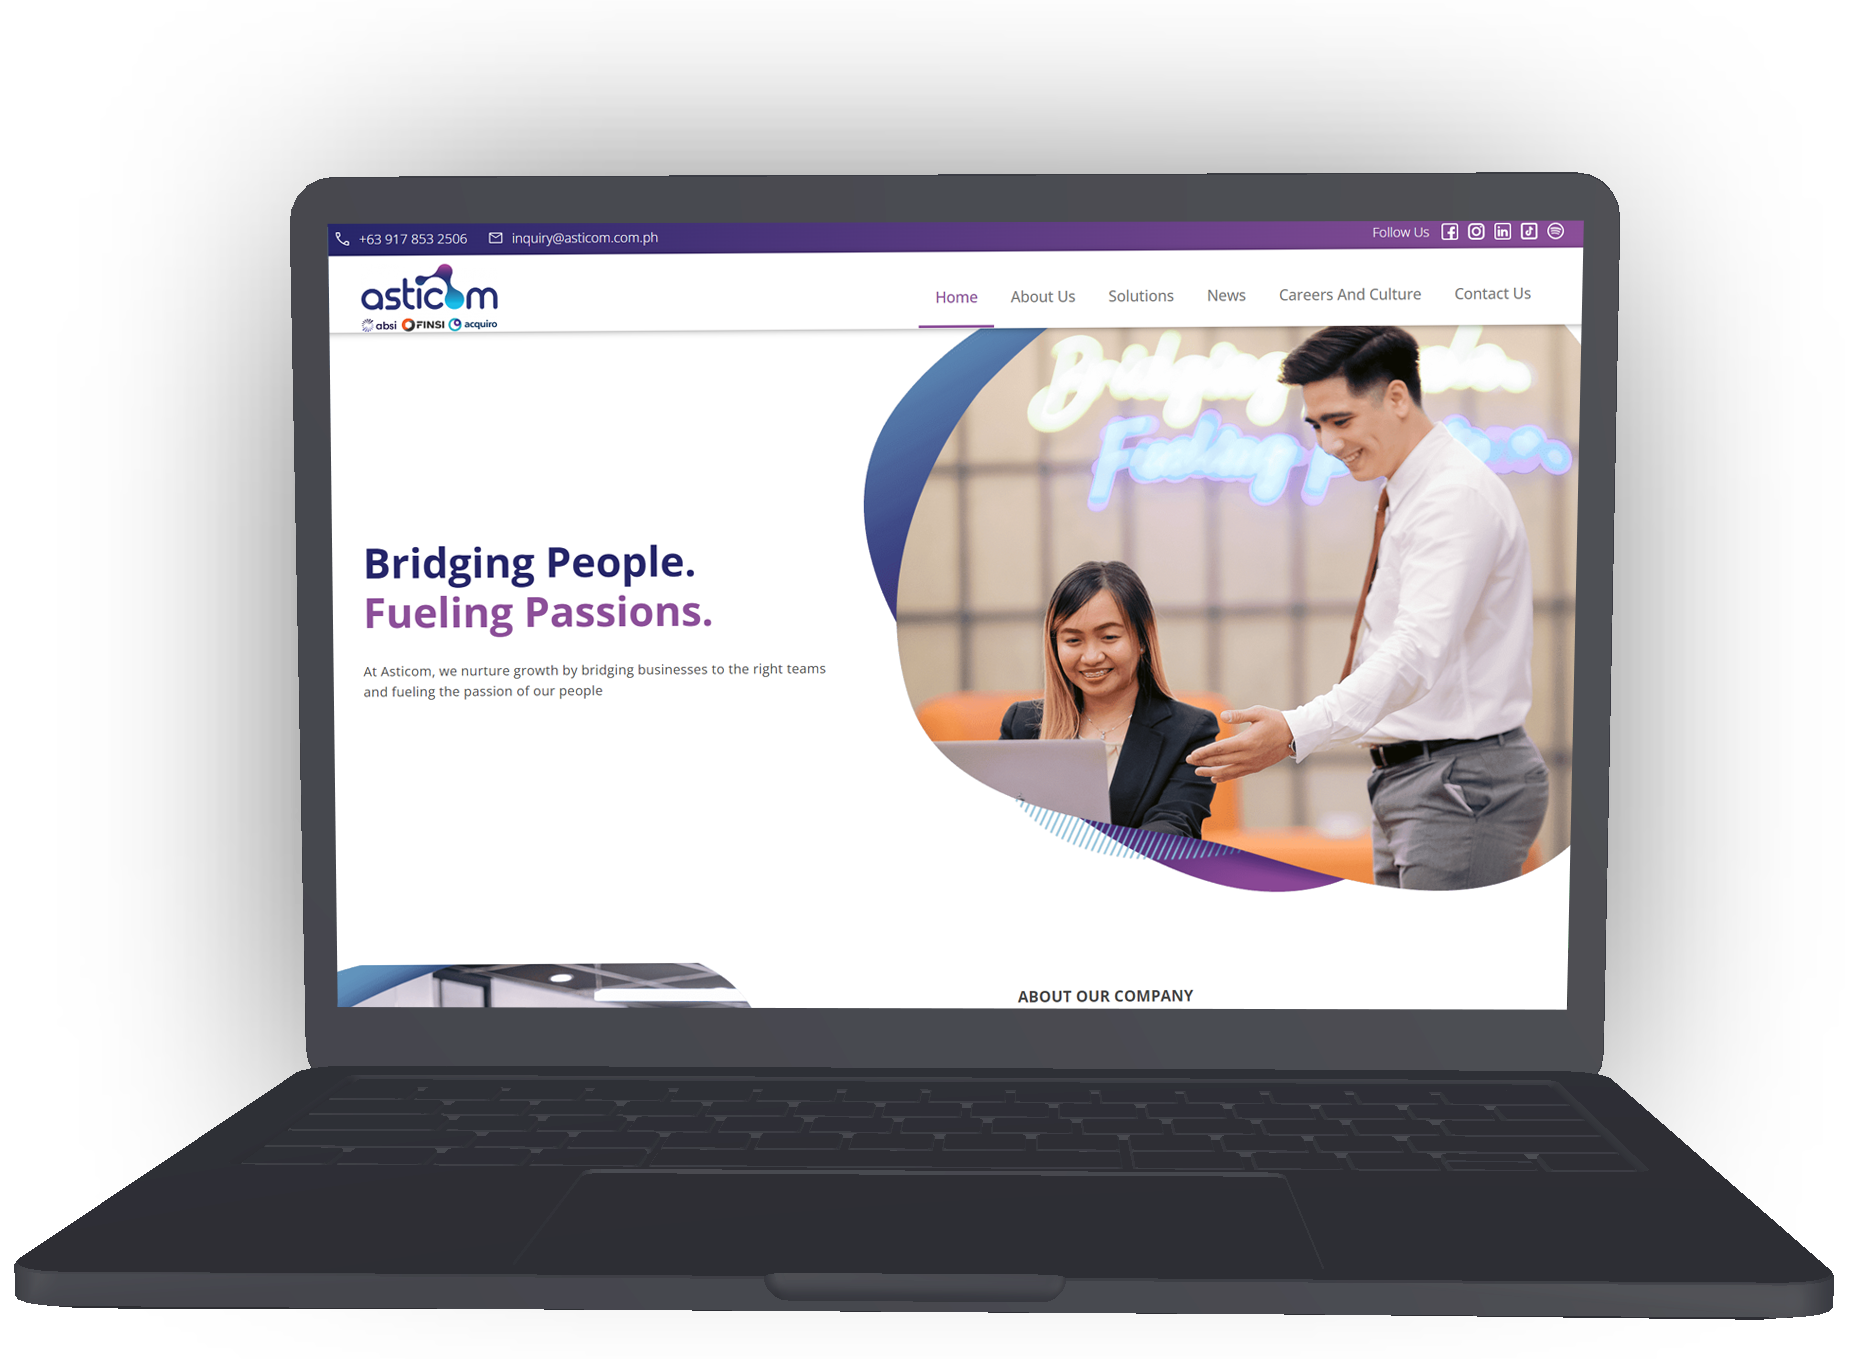 +63 917 853 2506 inquiry@asticom.com.ph Follow Us
asticom
absi FINSI acquiro
Home About Us Solutions News Careers And Culture Contact Us
Bridging
Fueling
Bridging People.
Fueling Passions.
At Asticom, we nurture growth by bridging businesses to the right teams
and fueling the passion of our people
ABOUT OUR COMPANY